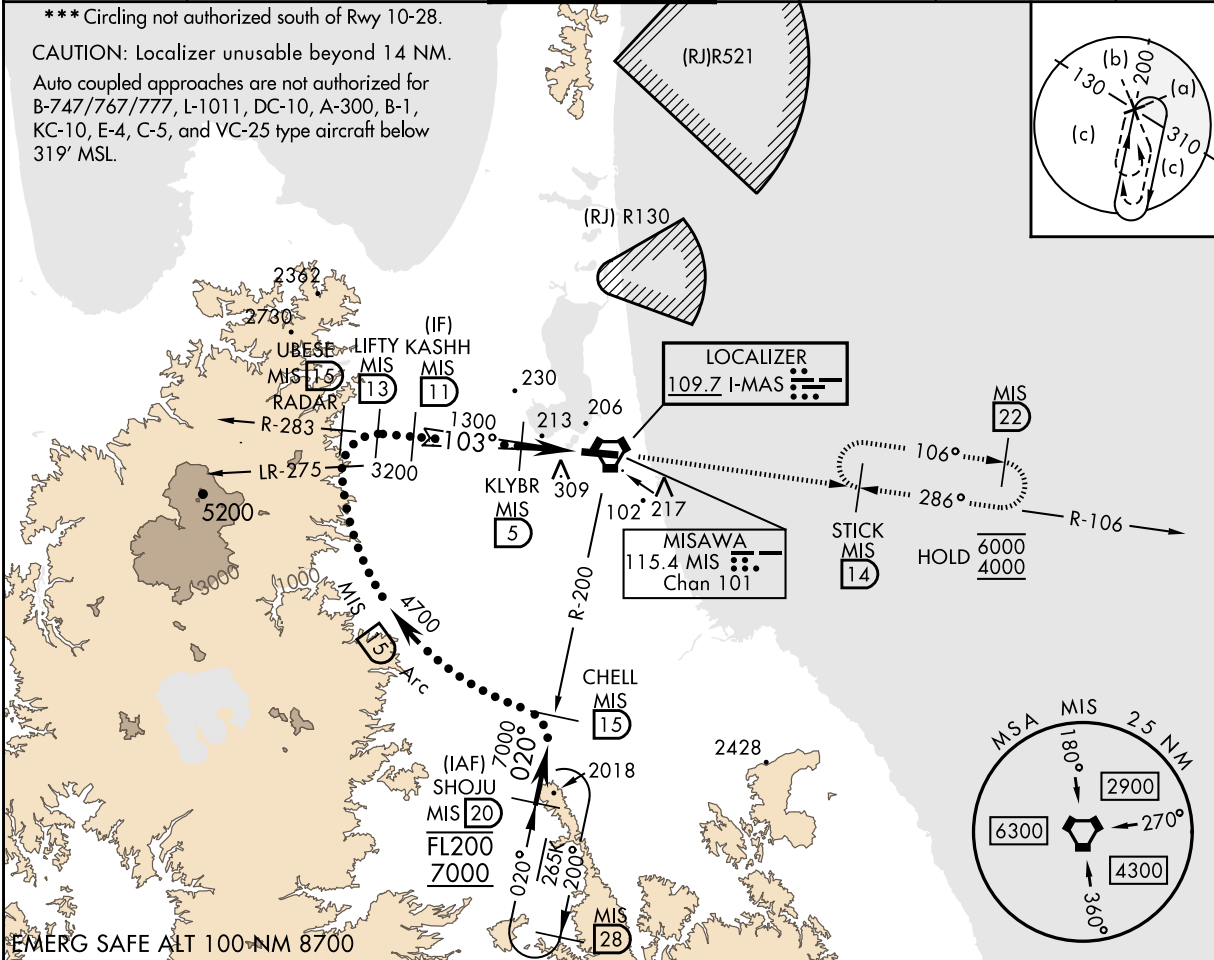 *** Circling not authorized south of Rwy 10-28.
CAUTION: Localizer unusable beyond 14 NM.
Auto coupled approaches are not authorized for
B-747/767/777, L-1011, DC-10, A-300, B-1,
KC-10, E-4, C-5, and VC-25 type aircraft below
319' MSL.
(RJ)R521
(b)
200
130
(a)
(c)
310
(c)
(RJ) R130
2362
2730
UBESE
MIS 15
RADAR
LIFTY
MIS
13
(IF)
KASHH
MIS
11
230
213
206
LOCALIZER
109.7 I-MAS
R-283
1300
103°
LR-275
3200
5200
3000
1000
KLYBR
MIS
5
309
102
217
MISAWA
115.4 MIS
Chan 101
MIS
22
106°
286°
R-106
STICK
MIS
14
HOLD 6000
4000
R-200
MIS 15 Arc
4700
CHELL
MIS
15
7000
020°
(IAF)
SHOJU
MIS 20
FL200
7000
2018
2428
020°
265K
200°
MIS
28
MSA MIS 25 NM
180°
2900
270°
6300
4300
360°
EMERG SAFE ALT 100 NM 8700